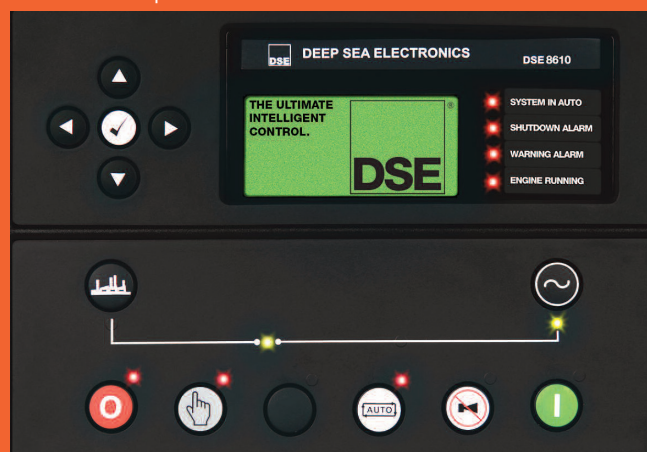 DSE
DEEP SEA ELECTRONICS
DSE 8610
THE ULTIMATE
INTELLIGENT
CONTROL.
DSE
®
SYSTEM IN AUTO
SHUTDOWN ALARM
WARNING ALARM
ENGINE RUNNING
O
AUTO
I